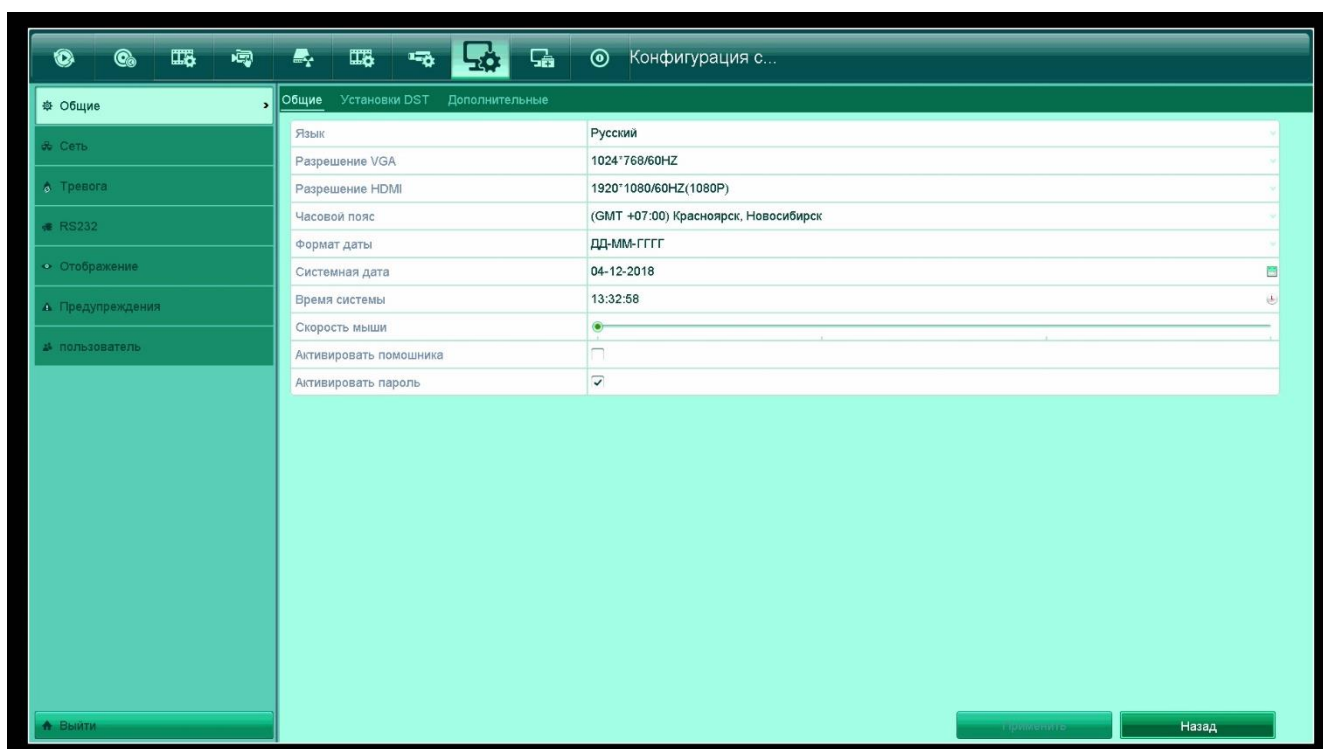 Конфигурация с...
Общие
Сеть
Тревога
RS232
Отображение
Предупреждения
пользователь
Выйти
Общие Установки DST Дополнительные
Язык Русский
Разрешение VGA 1024*768/60HZ
Разрешение HDMI 1920*1080/60HZ(1080P)
Часовой пояс (GMT +07:00) Красноярск, Новосибирск
Формат даты ДД-ММ-ГГГГ
Системная дата 04-12-2018
Время системы 13:32:58
Скорость мыши
Активировать помошника
Активировать пароль
Применить Назад